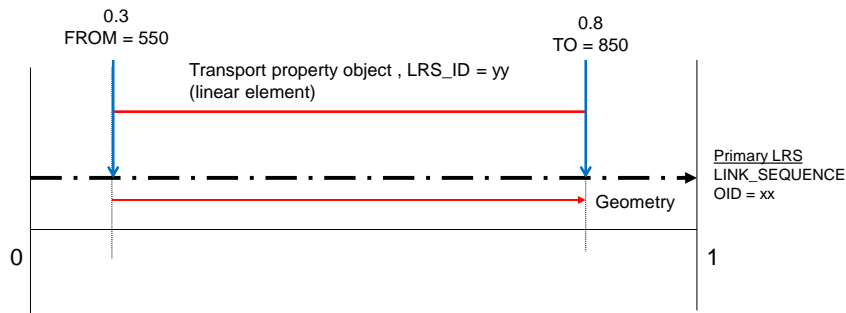 0.3
FROM = 550
0.8
TO = 850
Transport property object , LRS_ID = yy
(linear element)
Primary LRS
LINK_SEQUENCE
OID = xx
Geometry
0
1